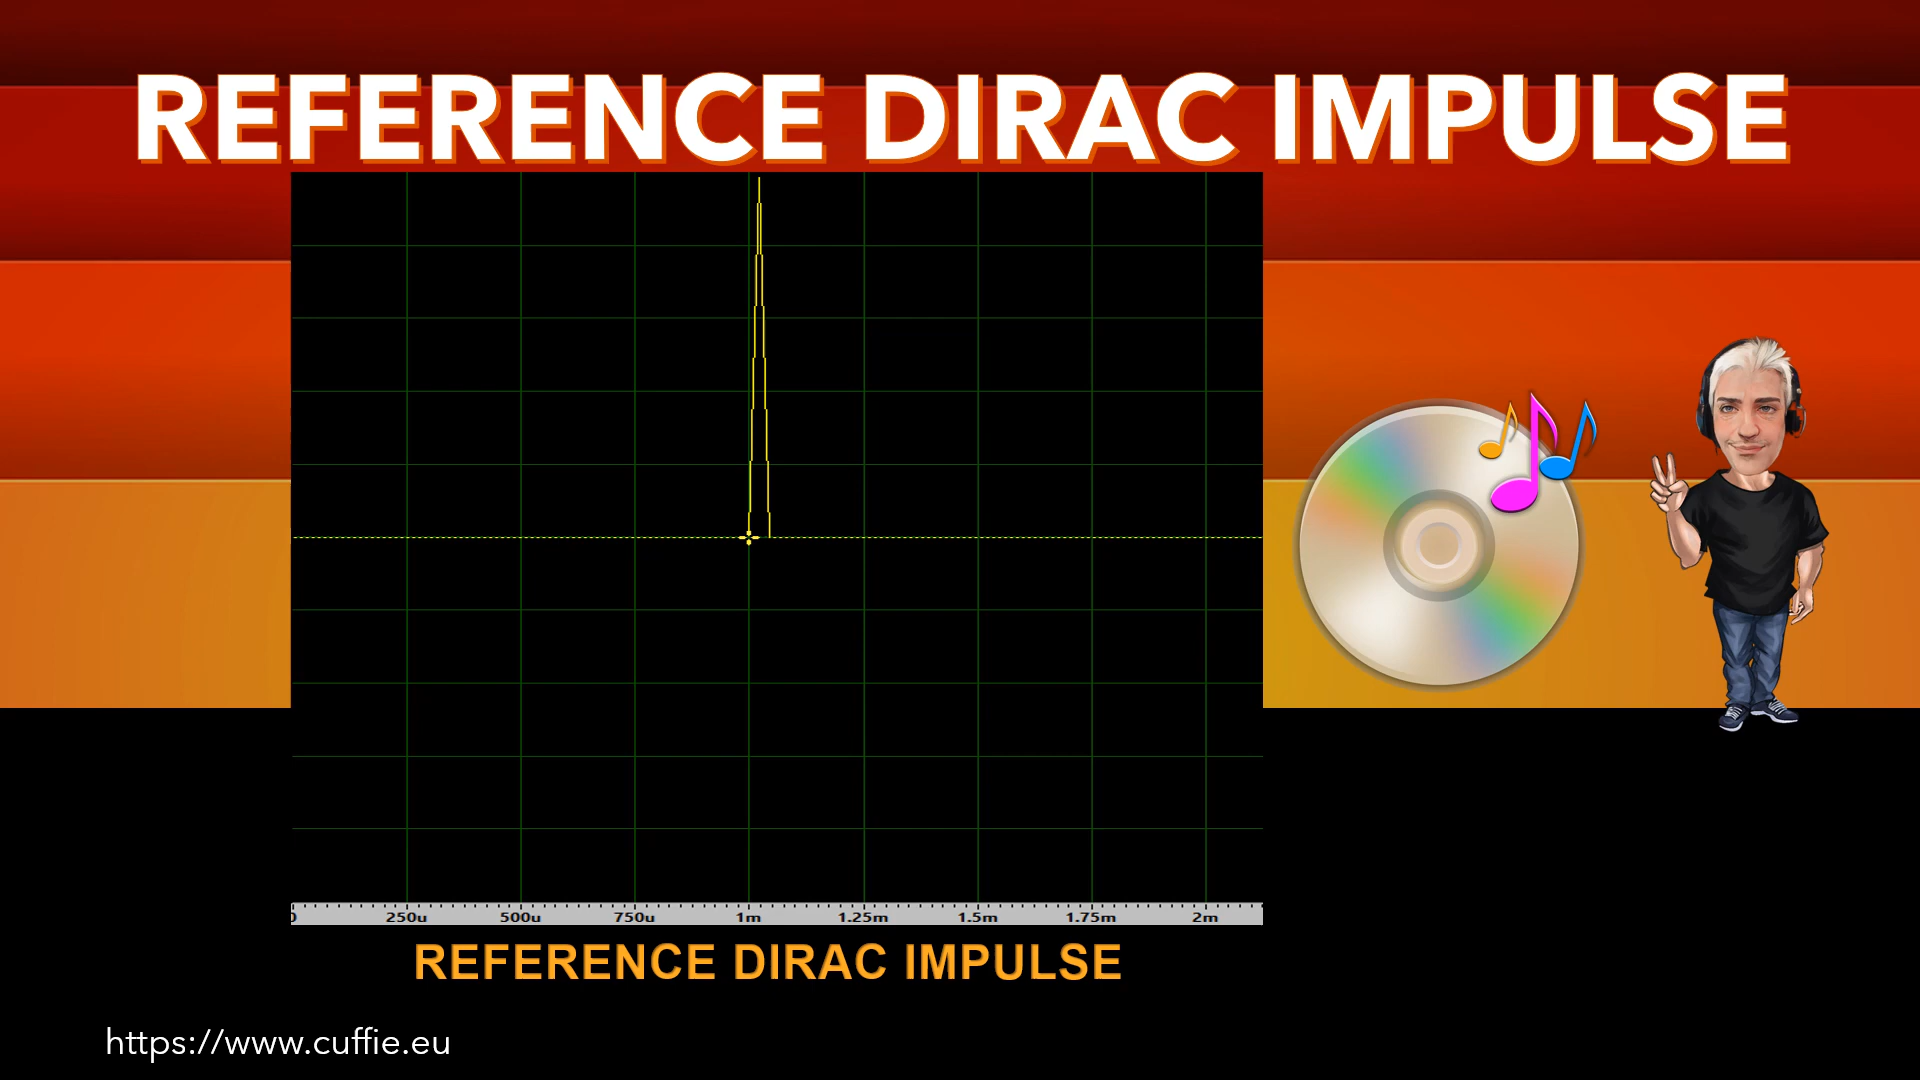 REFERENCE DIRAC IMPULSE
0 250u 500u 750u 1m 1.25m 1.5m 1.75m 2m
REFERENCE DIRAC IMPULSE
https://www.cuffie.eu